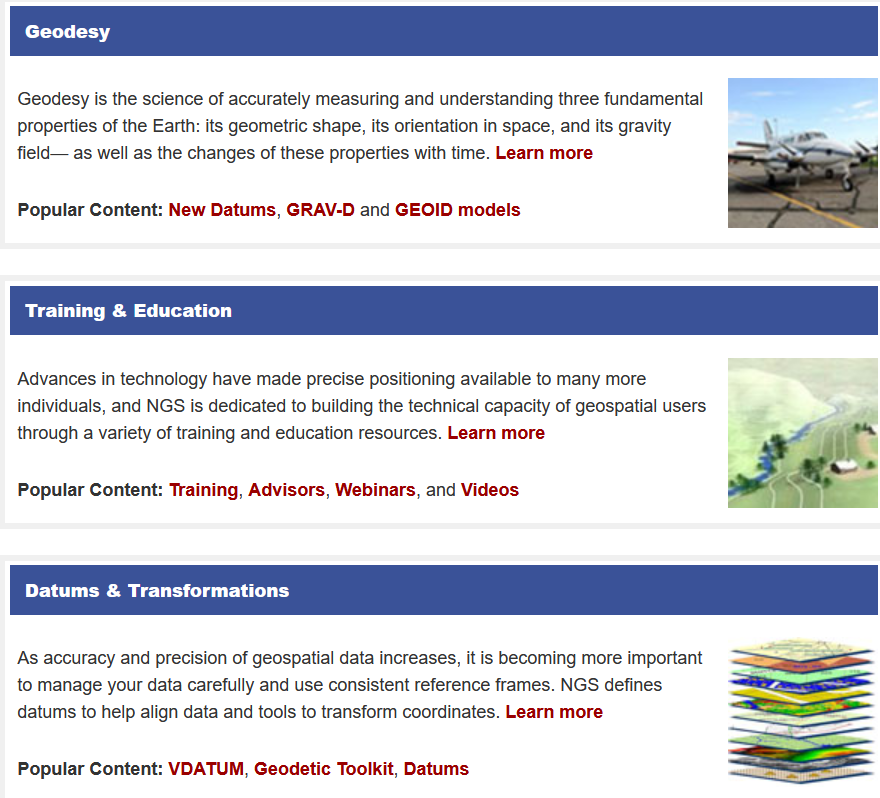 Geodesy
Geodesy is the science of accurately measuring and understanding three fundamental
properties of the Earth: its geometric shape, its orientation in space, and its gravity
field— as well as the changes of these properties with time. Learn more
Popular Content: New Datums, GRAV-D and GEOID models
Training & Education
Advances in technology have made precise positioning available to many more
individuals, and NGS is dedicated to building the technical capacity of geospatial users
through a variety of training and education resources. Learn more
Popular Content: Training, Advisors, Webinars, and Videos
Datums & Transformations
As accuracy and precision of geospatial data increases, it is becoming more important
to manage your data carefully and use consistent reference frames. NGS defines
datums to help align data and tools to transform coordinates. Learn more
Popular Content: VDATUM, Geodetic Toolkit, Datums